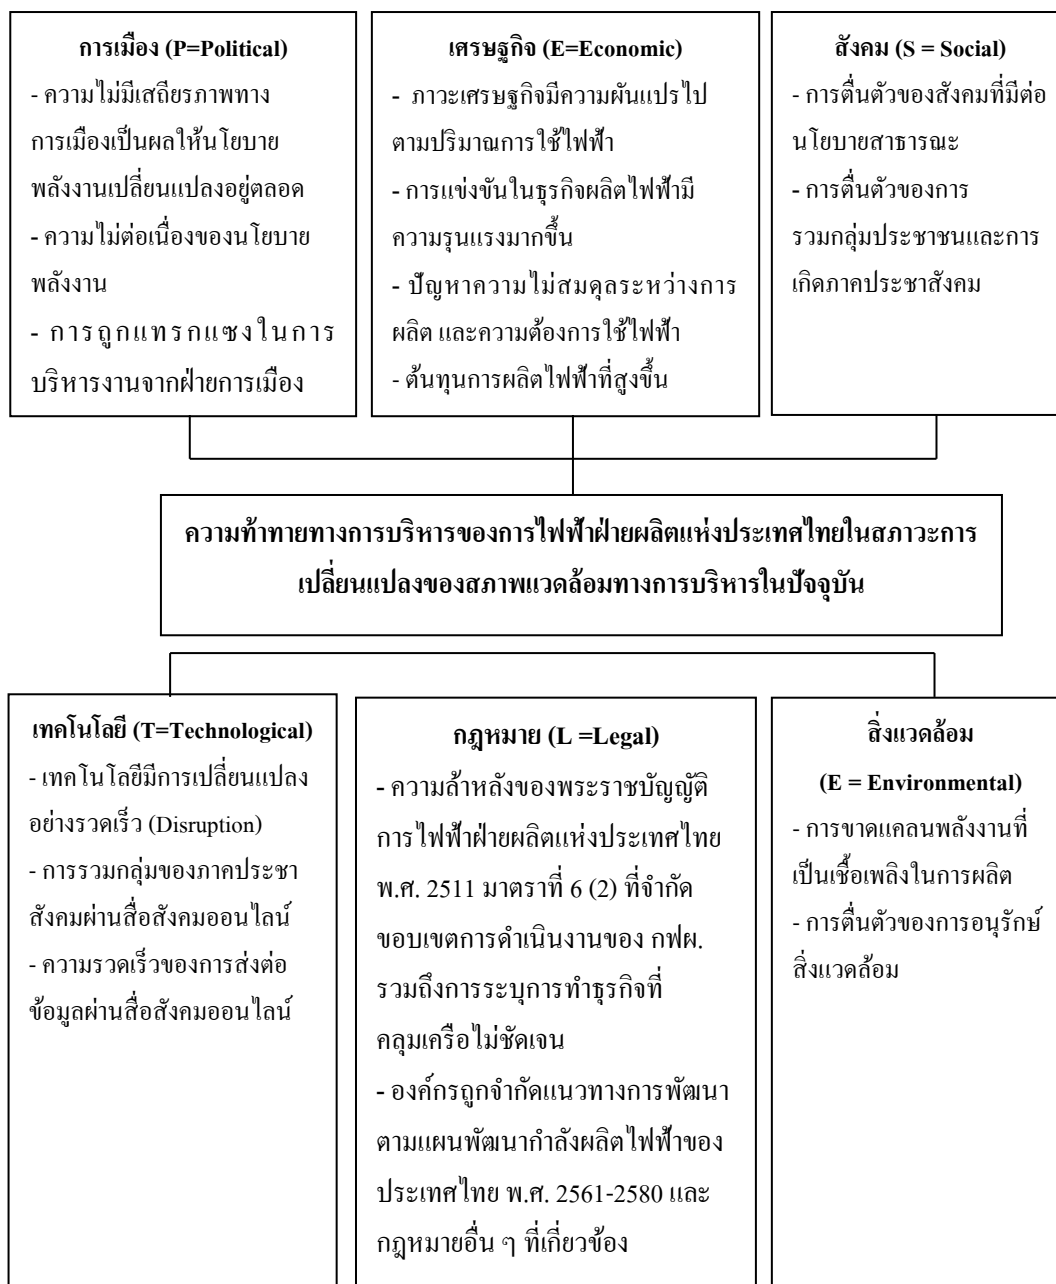 การเมือง (P=Political)
- ความไม่มีเสถียรภาพทาง
การเมืองเป็นผลให้นโยบาย
พลังงานเปลี่ยนแปลงอยู่ตลอด
- ความไม่ต่อเนื่องของนโยบาย
พลังงาน
- การถูกแทรกแซงในการ
บริหารงานจากฝ่ายการเมือง
เศรษฐกิจ (E=Economic)
- ภาวะเศรษฐกิจมีความผันแปรไป
ตามปริมาณการใช้ไฟฟ้า
- การแข่งขันในธุรกิจผลิตไฟฟ้ามี
ความรุนแรงมากขึ้น
- ปัญหาความไม่สมดุลระหว่างการ
ผลิต และความต้องการใช้ไฟฟ้า
- ต้นทุนการผลิตไฟฟ้าที่สูงขึ้น
สังคม (S = Social)
- การตื่นตัวของสังคมที่มีต่อ
นโยบายสาธารณะ
- การตื่นตัวของการ
รวมกลุ่มประชาชนและการ
เกิดภาคประชาสังคม
ความท้าทายทางการบริหารของการไฟฟ้าฝ่ายผลิตแห่งประเทศไทยในสภาวะการ
เปลี่ยนแปลงของสภาพแวดล้อมทางการบริหารในปัจจุบัน
เทคโนโลยี (T=Technological)
- เทคโนโลยีมีการเปลี่ยนแปลง
อย่างรวดเร็ว (Disruption)
- การรวมกลุ่มของภาคประชา
สังคมผ่านสื่อสังคมออนไลน์
- ความรวดเร็วของการส่งต่อ
ข้อมูลผ่านสื่อสังคมออนไลน์
กฎหมาย (L =Legal)
- ความล้าหลังของพระราชบัญญัติ
การไฟฟ้าฝ่ายผลิตแห่งประเทศไทย
พ.ศ. 2511 มาตราที่ 6 (2) ที่จำกัด
ขอบเขตการดำเนินงานของ กฟผ.
รวมถึงการระบุการทำธุรกิจที่
คลุมเครือไม่ชัดเจน
- องค์กรถูกจำกัดแนวทางการพัฒนา
ตามแผนพัฒนากำลังผลิตไฟฟ้าของ
ประเทศไทย พ.ศ. 2561-2580 และ
กฎหมายอื่น ๆ ที่เกี่ยวข้อง
สิ่งแวดล้อม
(E = Environmental)
- การขาดแคลนพลังงานที่
เป็นเชื้อเพลิงในการผลิต
- การตื่นตัวของการอนุรักษ์
สิ่งแวดล้อม